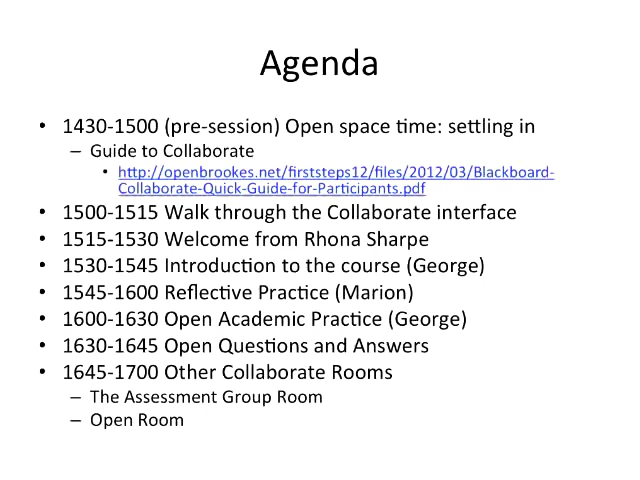 Agenda
• 1430-1500 (pre-session) Open space time: settling in
– Guide to Collaborate
• http://openbrookes.net/firststeps12/files/2012/03/Blackboard-
Collaborate-Quick-Guide-for-Participants.pdf
• 1500-1515 Walk through the Collaborate interface
• 1515-1530 Welcome from Rhona Sharpe
• 1530-1545 Introduction to the course (George)
• 1545-1600 Reflective Practice (Marion)
• 1600-1630 Open Academic Practice (George)
• 1630-1645 Open Questions and Answers
• 1645-1700 Other Collaborate Rooms
– The Assessment Group Room
– Open Room